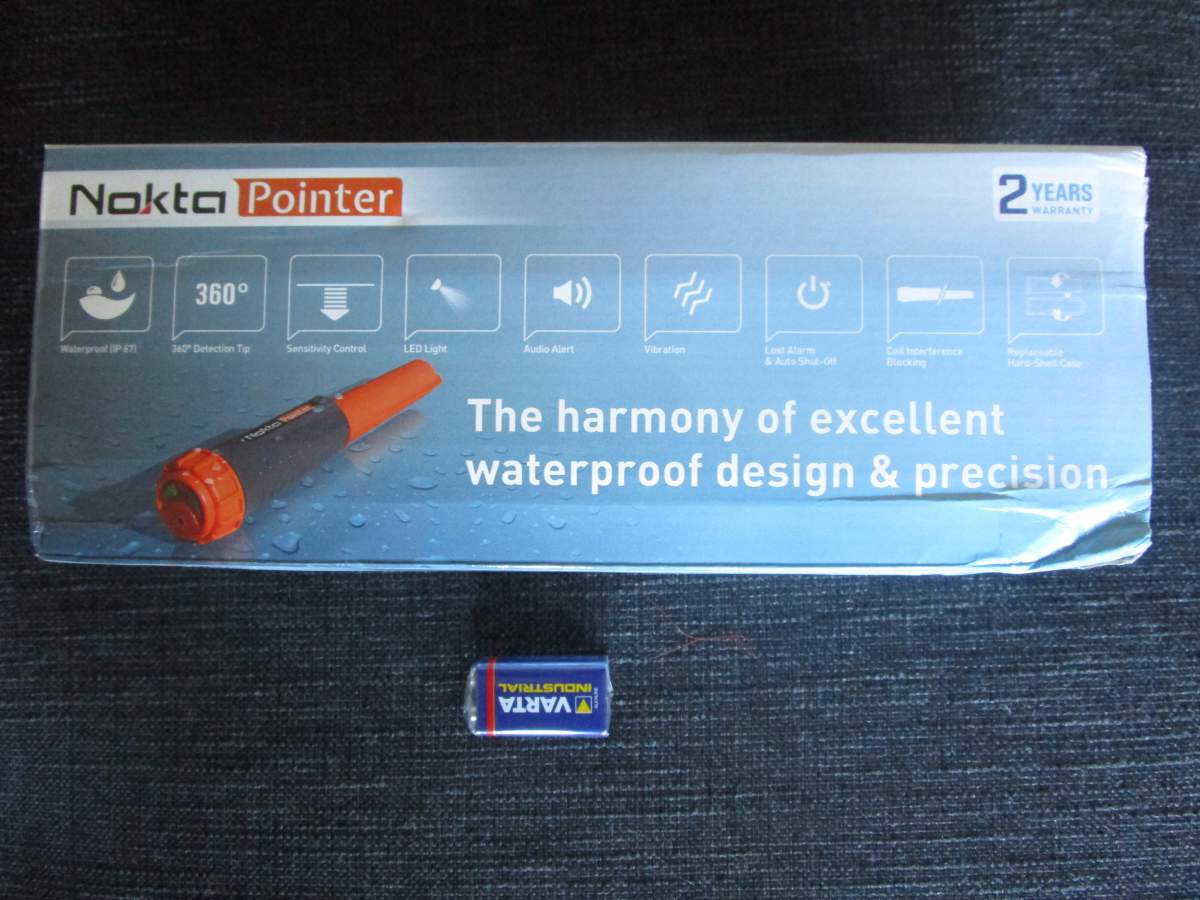 Nokta Pointer
2 YEARS
WARRANTY
360°
Waterproof (IP 67)
360° Detection Tip
Sensitivity Control
LED Light
Audio Alert
Vibration
Lost Alarm
& Auto Shut-Off
Coil Interference
Blocking
Replaceable
Hard-Shell Case
Nokta Pointer
The harmony of excellent
waterproof design & precision
VARTA
INDUSTRIAL